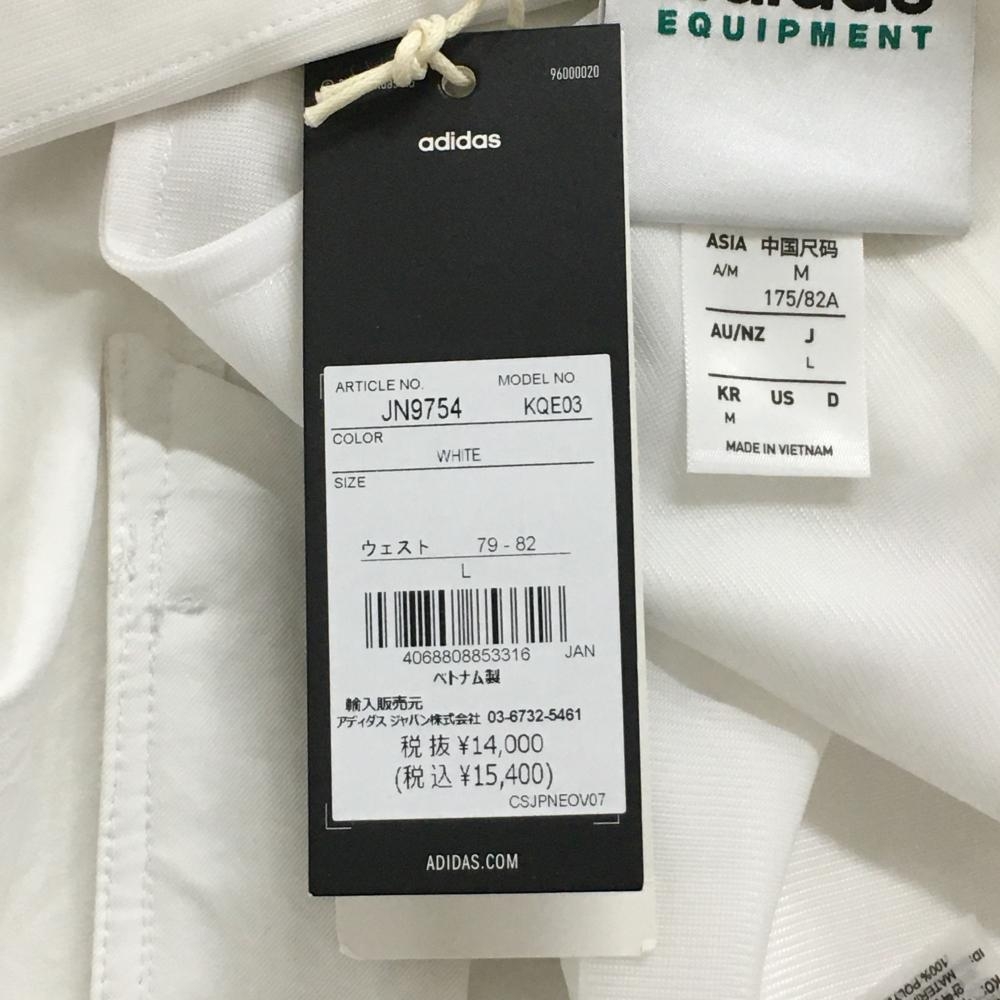 EQUIPMENT
96000020
adidas
ARTICLE NO. MODEL NO
JN9754 KQE03
COLOR
WHITE
SIZE
ウェスト 79 - 82
L
4068808853316 JAN
ベトナム製
輸入販売元
アディダス ジャパン株式会社 03-6732-5461
税抜 ¥14,000
(税込 ¥15,400)
CSJPNEOV07
ADIDAS.COM
ASIA 中国尺码
A/M M
175/82A
AU/NZ J
L
KR US D
M
MADE IN VIETNAM